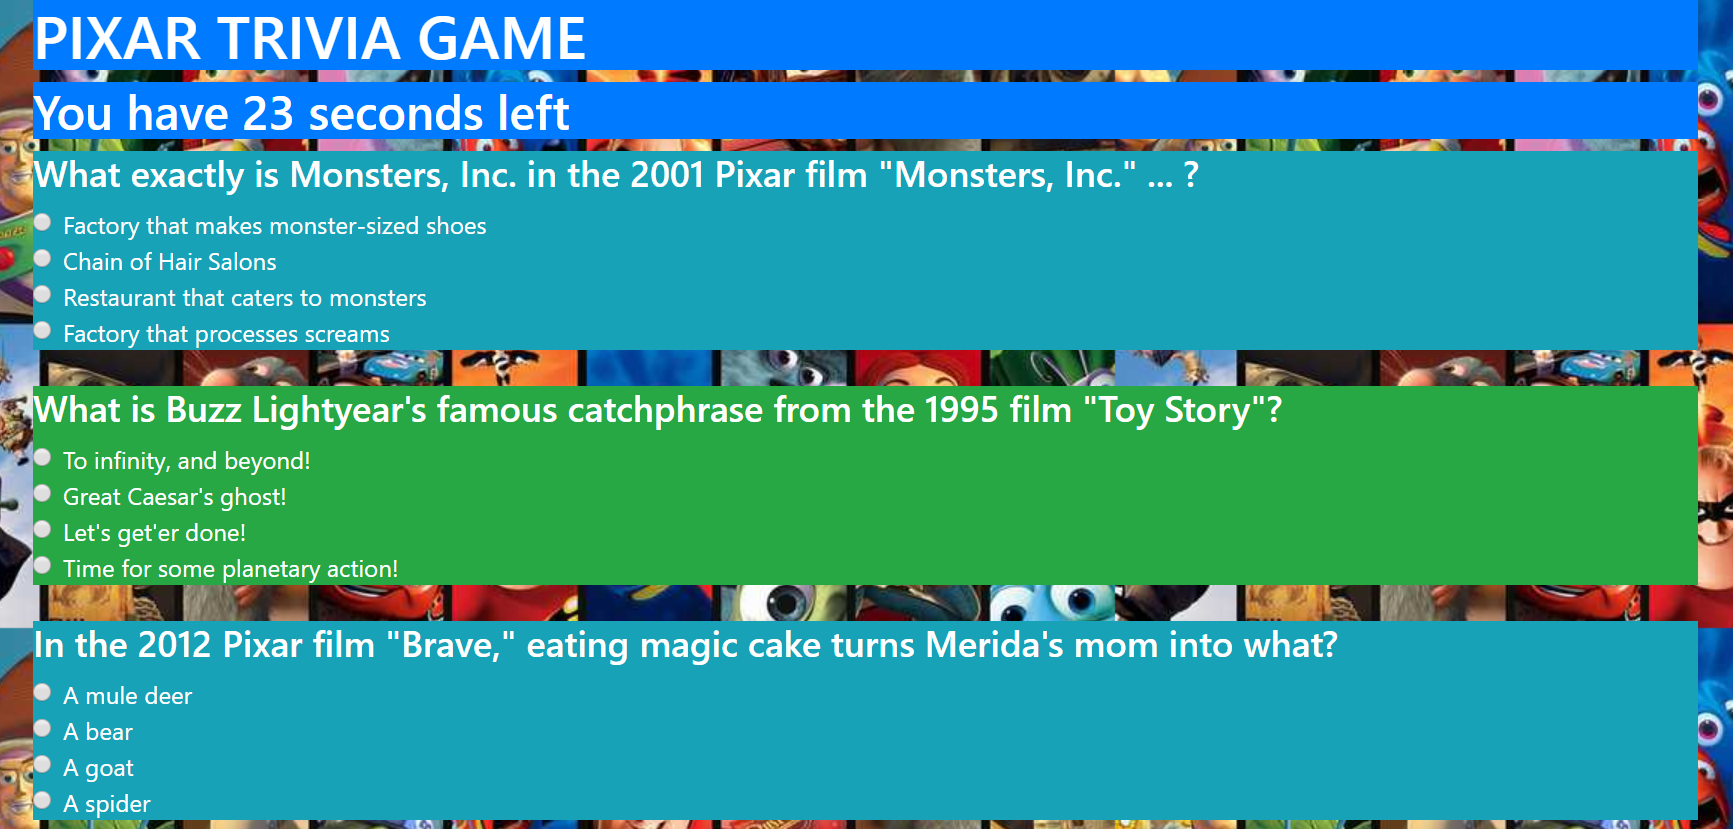 PIXAR TRIVIA GAME
You have 23 seconds left
What exactly is Monsters, Inc. in the 2001 Pixar film "Monsters, Inc." ... ?
Factory that makes monster-sized shoes
Chain of Hair Salons
Restaurant that caters to monsters
Factory that processes screams
What is Buzz Lightyear's famous catchphrase from the 1995 film "Toy Story"?
To infinity, and beyond!
Great Caesar's ghost!
Let's get'er done!
Time for some planetary action!
In the 2012 Pixar film "Brave," eating magic cake turns Merida's mom into what?
A mule deer
A bear
A goat
A spider